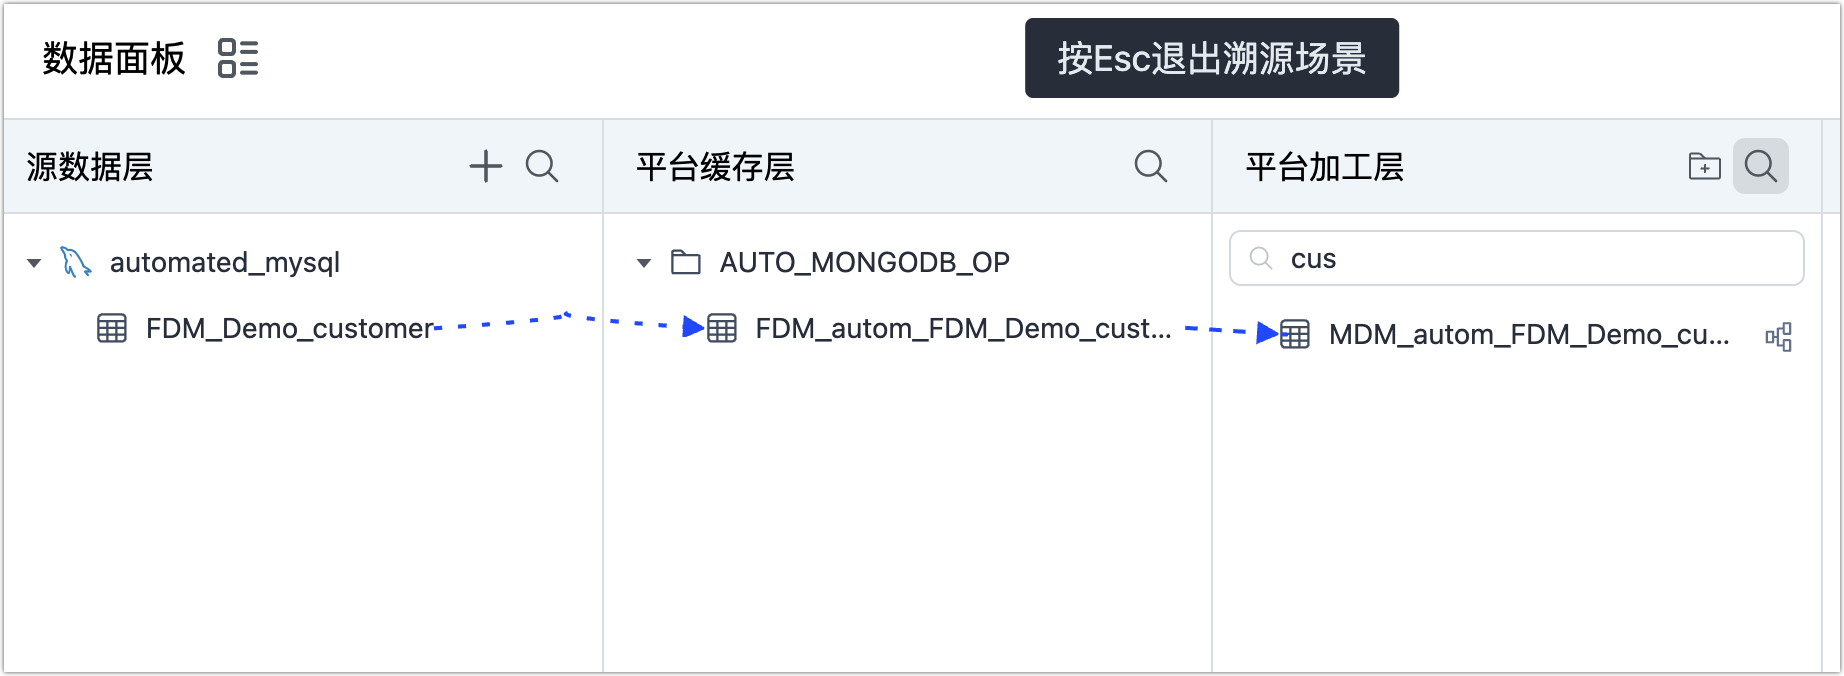 数据面板
按Esc退出溯源场景
源数据层
平台缓存层
平台加工层
automated_mysql
AUTO_MONGODB_OP
cus
FDM_Demo_customer
FDM_autom_FDM_Demo_cust...
MDM_autom_FDM_Demo_cu...